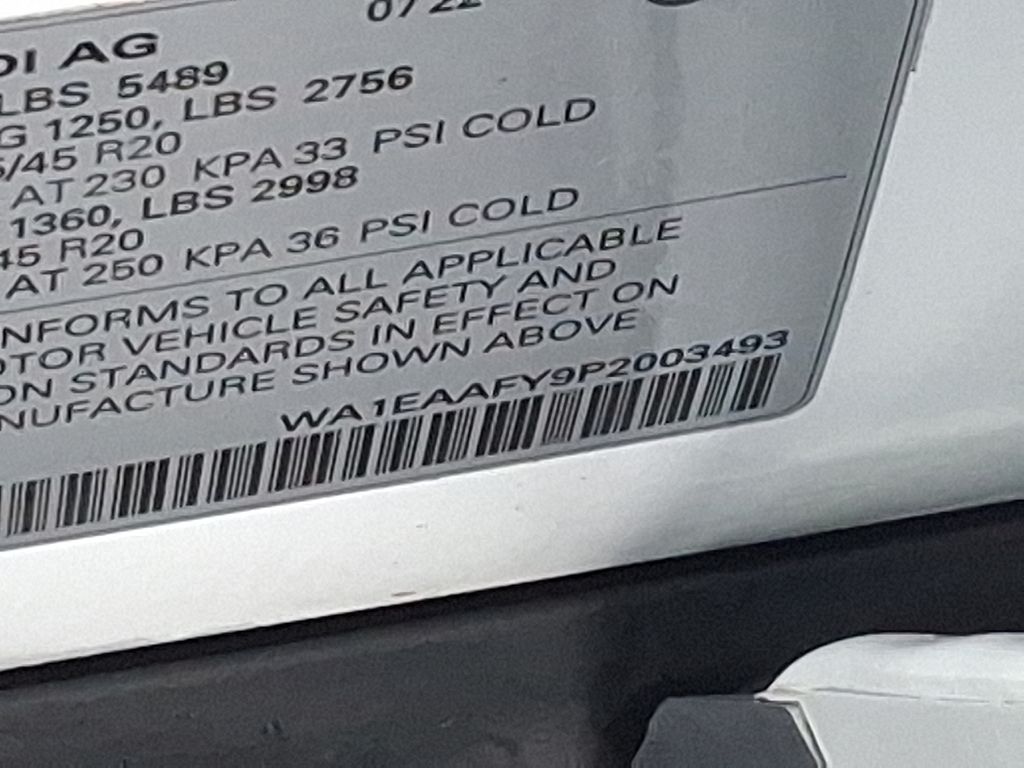 07/22
DI AG
LBS 5489
G 1250, LBS 2756
/45 R20
AT 230 KPA 33 PSI COLD
1360, LBS 2998
45 R20
AT 250 KPA 36 PSI COLD
NFORMS TO ALL APPLICABLE
OTOR VEHICLE SAFETY AND
ON STANDARDS IN EFFECT ON
NUFACTURE SHOWN ABOVE
WA1EAAFY9P2003493